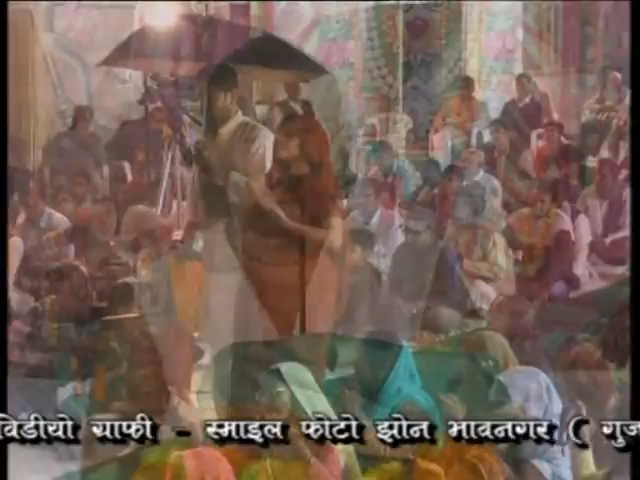 विडीयो ग्राफी - स्माइल फोटो झोन भावनगर ( गुज